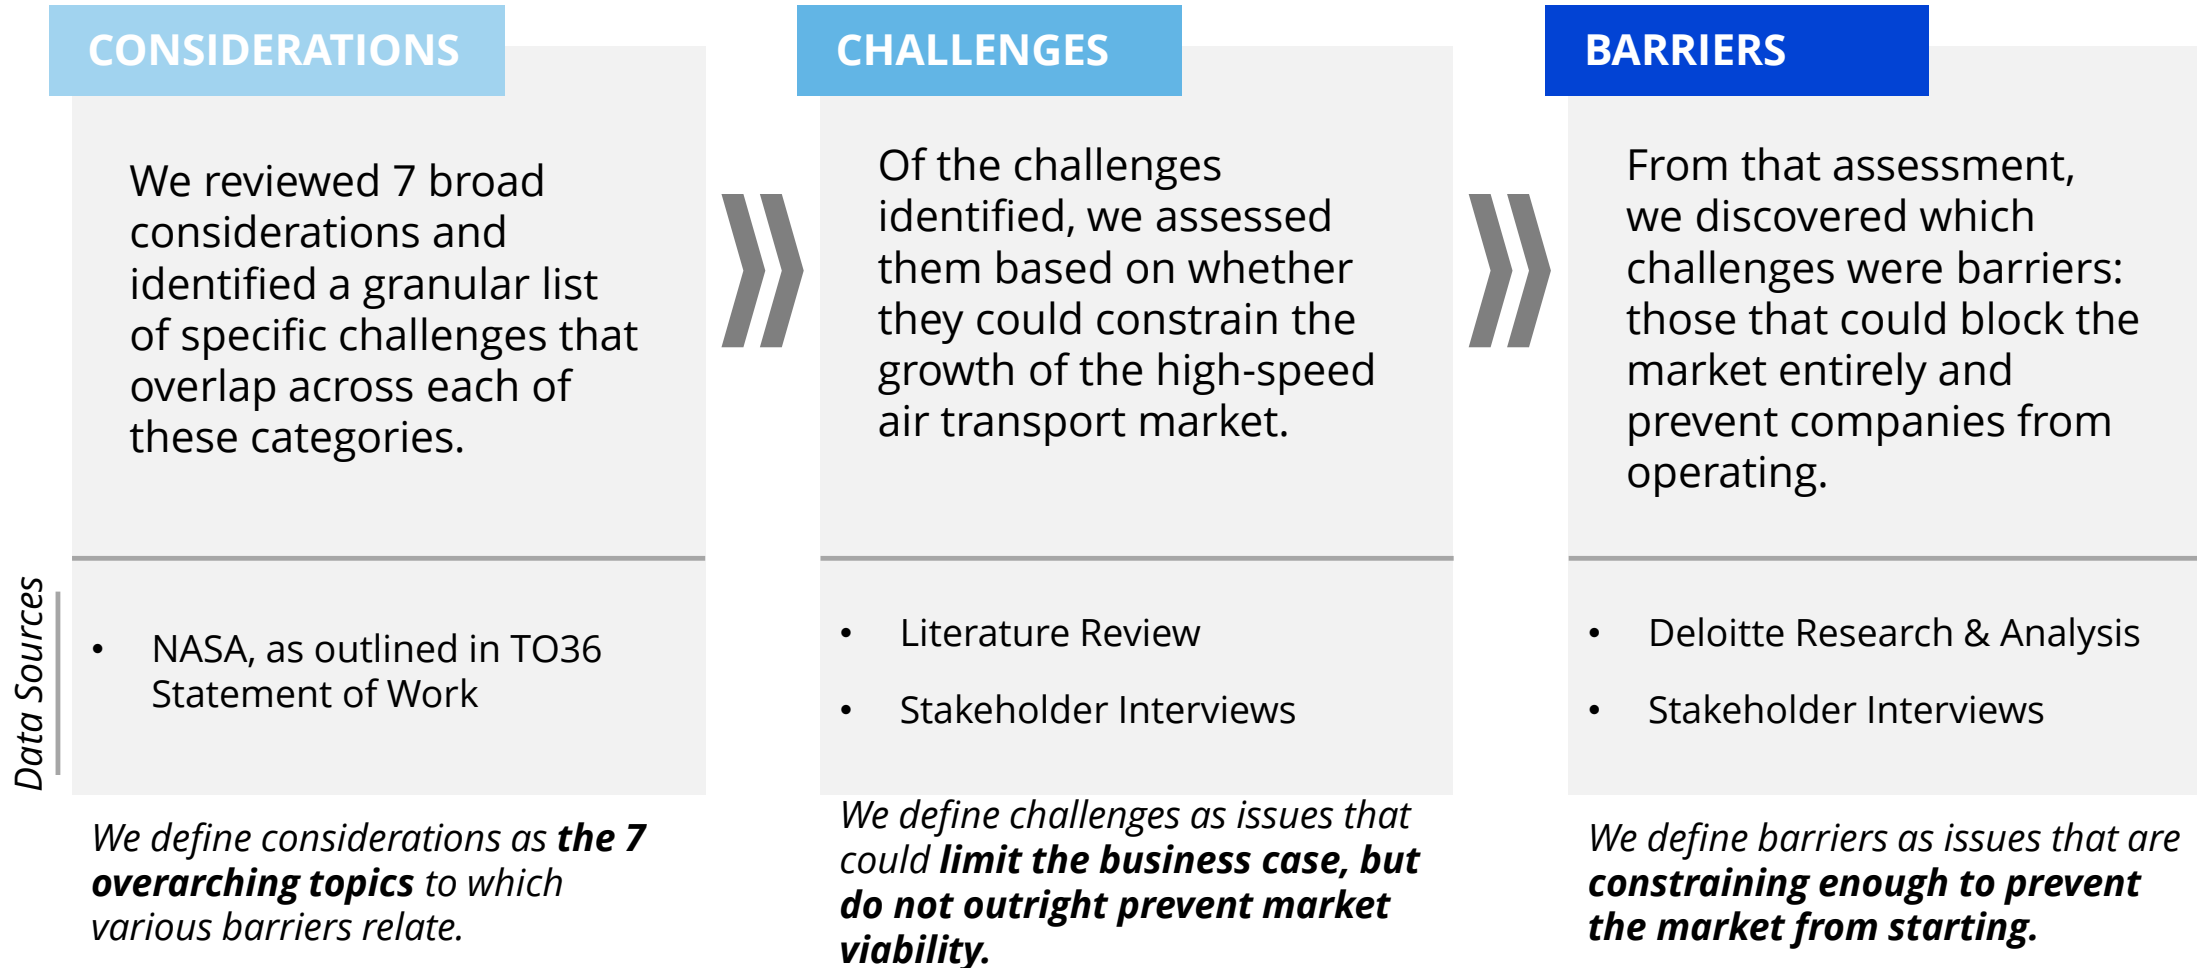 CONSIDERATIONS
We reviewed 7 broad
considerations and
identified a granular list
of specific challenges that
overlap across each of
these categories.
CHALLENGES
Of the challenges
identified, we assessed
them based on whether
they could constrain the
growth of the high-speed
air transport market.
BARRIERS
From that assessment,
we discovered which
challenges were barriers:
those that could block the
market entirely and
prevent companies from
operating.
Data Sources
• NASA, as outlined in TO36
Statement of Work
• Literature Review
• Stakeholder Interviews
• Deloitte Research & Analysis
• Stakeholder Interviews
We define considerations as the 7
overarching topics to which
various barriers relate.
We define challenges as issues that
could limit the business case, but
do not outright prevent market
viability.
We define barriers as issues that are
constraining enough to prevent
the market from starting.